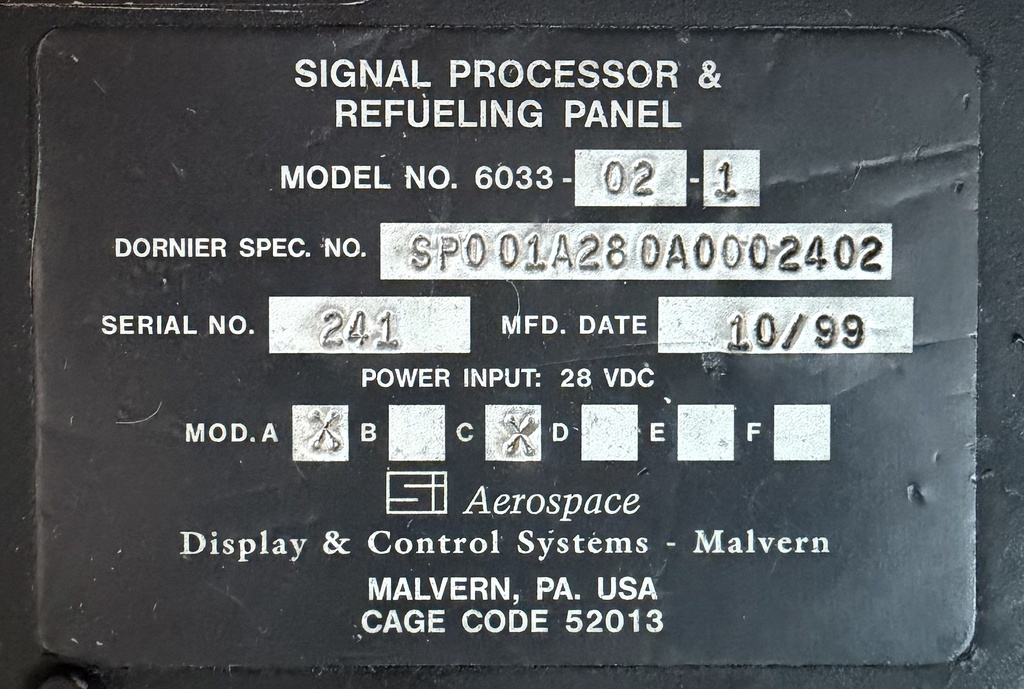 SIGNAL PROCESSOR &
REFUELING PANEL
MODEL NO. 6033-02-1
DORNIER SPEC. NO. SP001A280A0002402
SERIAL NO. 241 MFD. DATE 10/99
POWER INPUT: 28 VDC
MOD. A X B C X D E F
Si Aerospace
Display & Control Systems - Malvern
MALVERN, PA. USA
CAGE CODE 52013